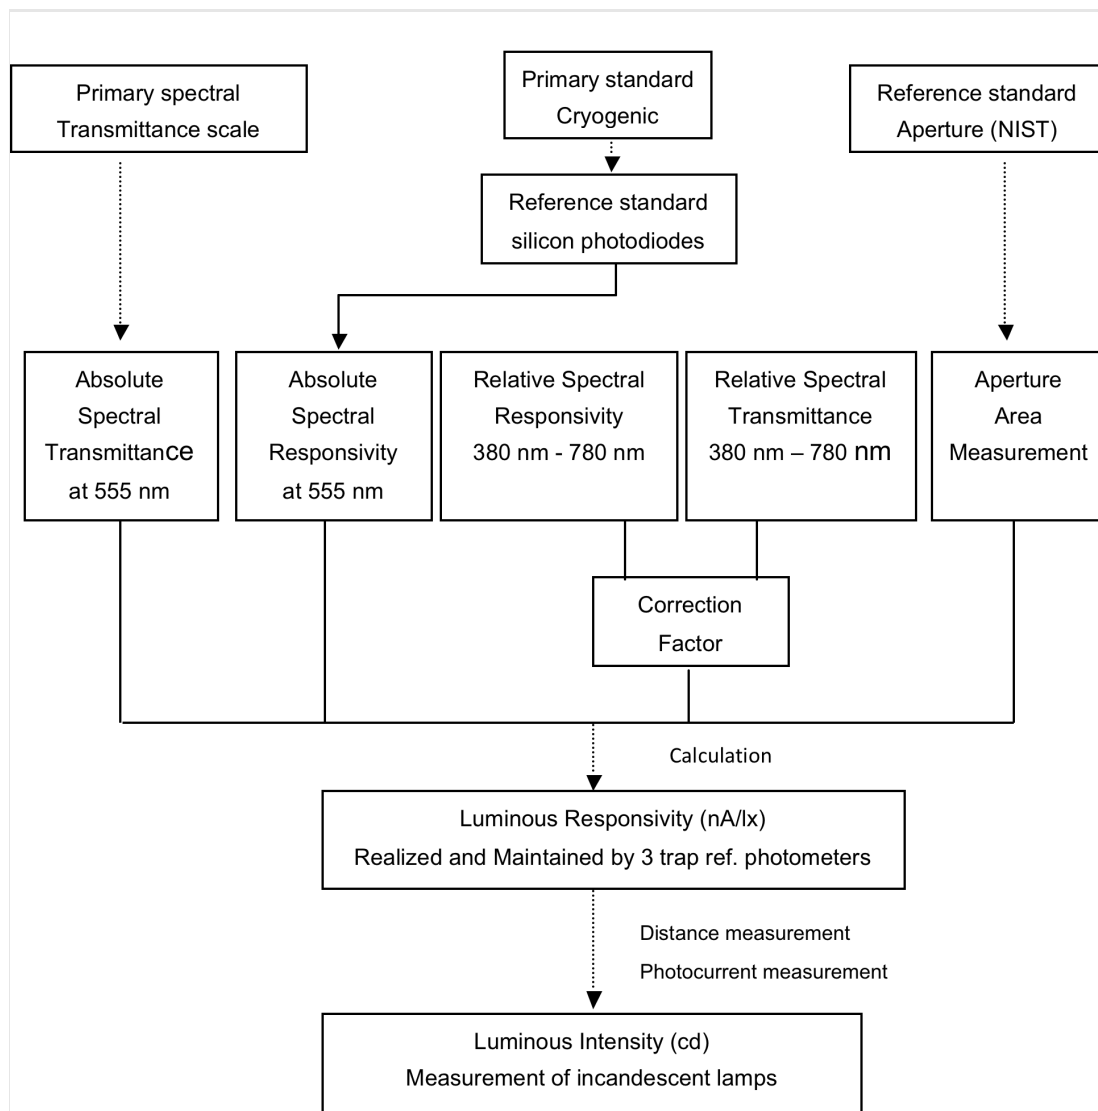 Primary spectral
Transmittance scale
Primary standard
Cryogenic
Reference standard
Aperture (NIST)
Reference standard
silicon photodiodes
Absolute
Spectral
Transmittance
at 555 nm
Absolute
Spectral
Responsivity
at 555 nm
Relative Spectral
Responsivity
380 nm - 780 nm
Relative Spectral
Transmittance
380 nm – 780 nm
Aperture
Area
Measurement
Correction
Factor
Calculation
Luminous Responsivity (nA/lx)
Realized and Maintained by 3 trap ref. photometers
Distance measurement
Photocurrent measurement
Luminous Intensity (cd)
Measurement of incandescent lamps